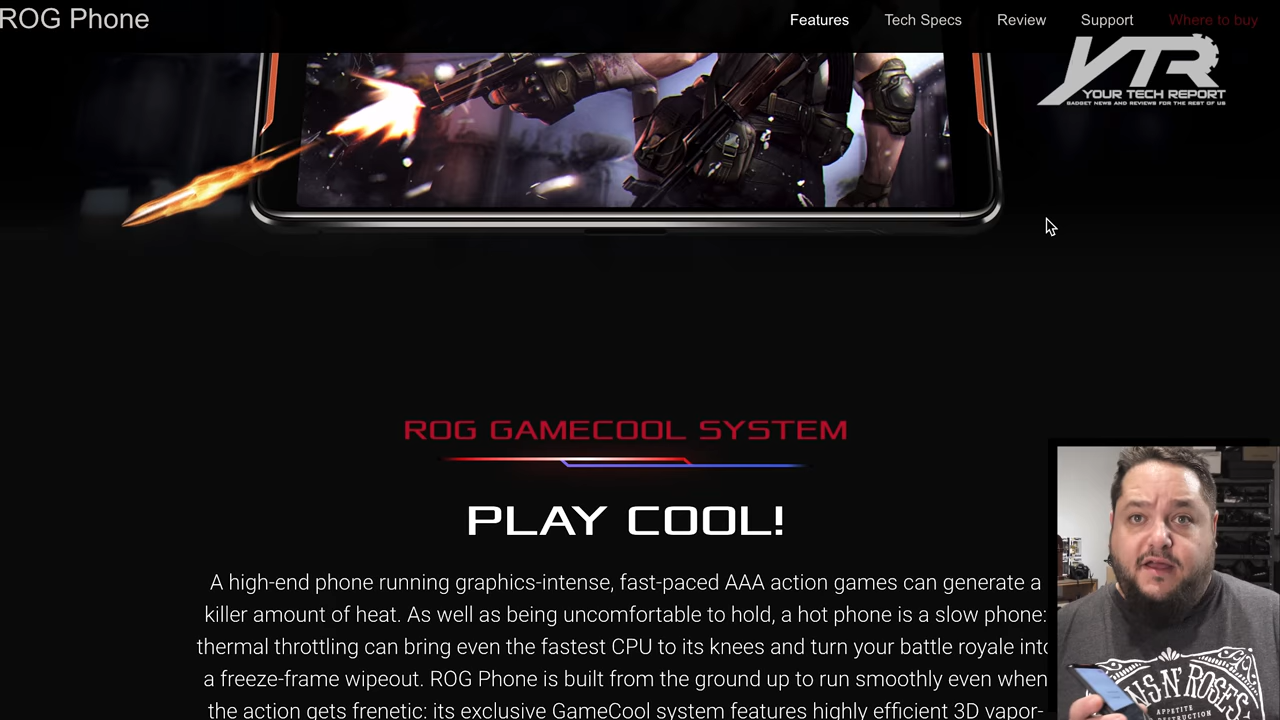 ROG Phone
Features Tech Specs Review Support Where to buy
YTR
YOUR TECH REPORT
GADGET NEWS AND REVIEWS FOR THE REST OF US
ROG GAMECOOL SYSTEM
PLAY COOL!
A high-end phone running graphics-intense, fast-paced AAA action games can generate a
killer amount of heat. As well as being uncomfortable to hold, a hot phone is a slow phone:
thermal throttling can bring even the fastest CPU to its knees and turn your battle royale into
a freeze-frame wipeout. ROG Phone is built from the ground up to run smoothly even when
the action gets frenetic: its exclusive GameCool system features highly efficient 3D vapor-
NS N' ROSES
APPETITE